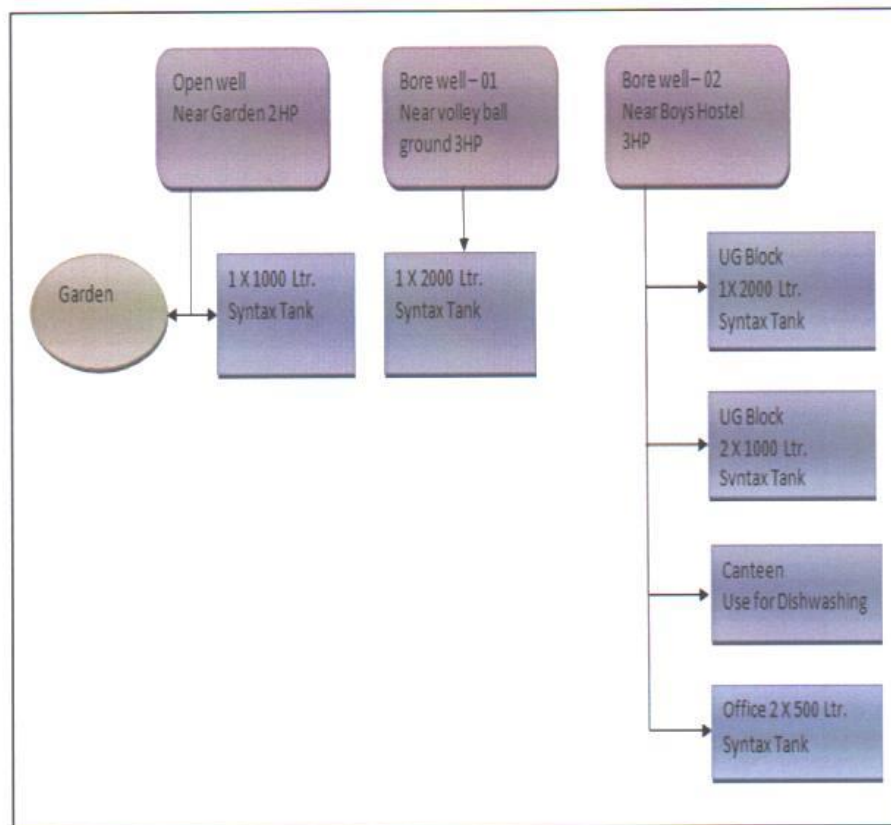 Open well
Near Garden 2HP
Bore well – 01
Near volley ball
ground 3HP
Bore well – 02
Near Boys Hostel
3HP
Garden
1 X 1000 Ltr.
Syntax Tank
1 X 2000 Ltr.
Syntax Tank
UG Block
1X 2000 Ltr.
Syntax Tank
UG Block
2 X 1000 Ltr.
Syntax Tank
Canteen
Use for Dishwashing
Office 2 X 500 Ltr.
Syntax Tank